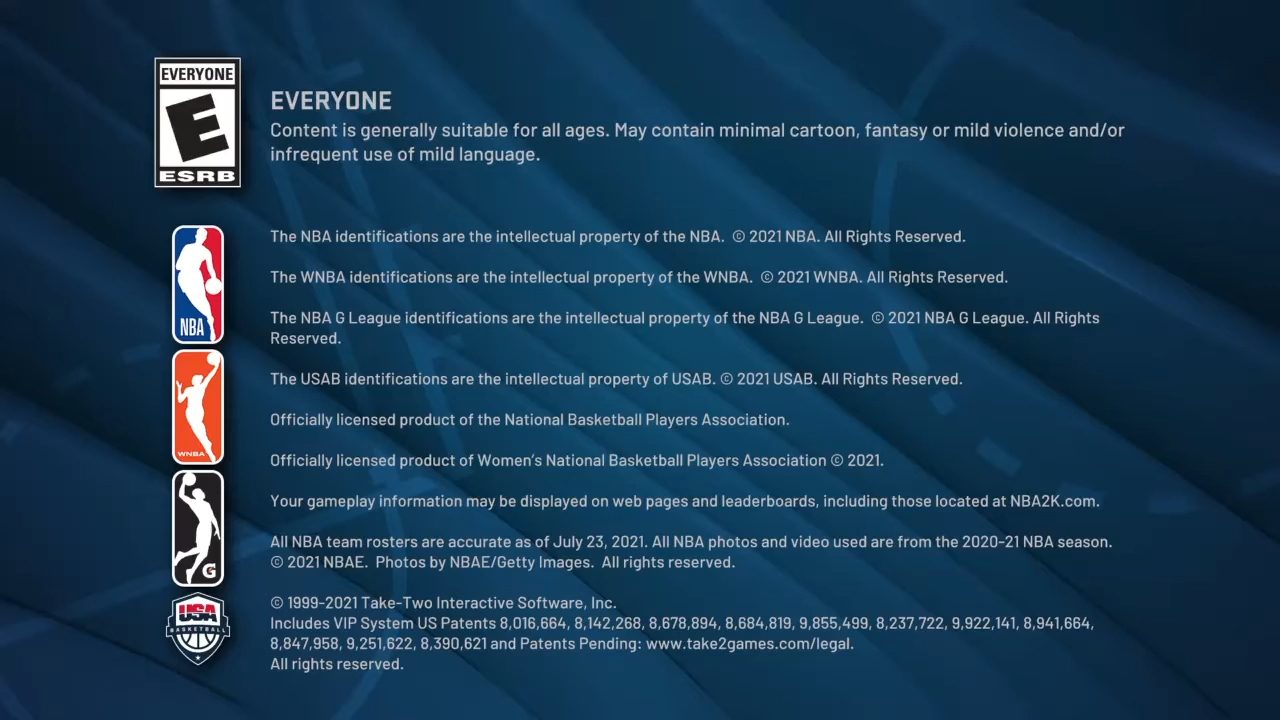 EVERYONE
E
ESRB
EVERYONE
Content is generally suitable for all ages. May contain minimal cartoon, fantasy or mild violence and/or
infrequent use of mild language.
The NBA identifications are the intellectual property of the NBA.  © 2021 NBA. All Rights Reserved.
The WNBA identifications are the intellectual property of the WNBA.  © 2021 WNBA. All Rights Reserved.
NBA
The NBA G League identifications are the intellectual property of the NBA G League.  © 2021 NBA G League. All Rights
Reserved.
The USAB identifications are the intellectual property of USAB. © 2021 USAB. All Rights Reserved.
Officially licensed product of the National Basketball Players Association.
WNBA
Officially licensed product of Women’s National Basketball Players Association © 2021.
Your gameplay information may be displayed on web pages and leaderboards, including those located at NBA2K.com.
All NBA team rosters are accurate as of July 23, 2021. All NBA photos and video used are from the 2020-21 NBA season.
© 2021 NBAE.  Photos by NBAE/Getty Images.  All rights reserved.
G
© 1999-2021 Take-Two Interactive Software, Inc.
Includes VIP System US Patents 8,016,664, 8,142,268, 8,678,894, 8,684,819, 9,855,499, 8,237,722, 9,922,141, 8,941,664,
8,847,958, 9,251,622, 8,390,621 and Patents Pending: www.take2games.com/legal.
All rights reserved.
USA
BASKETBALL